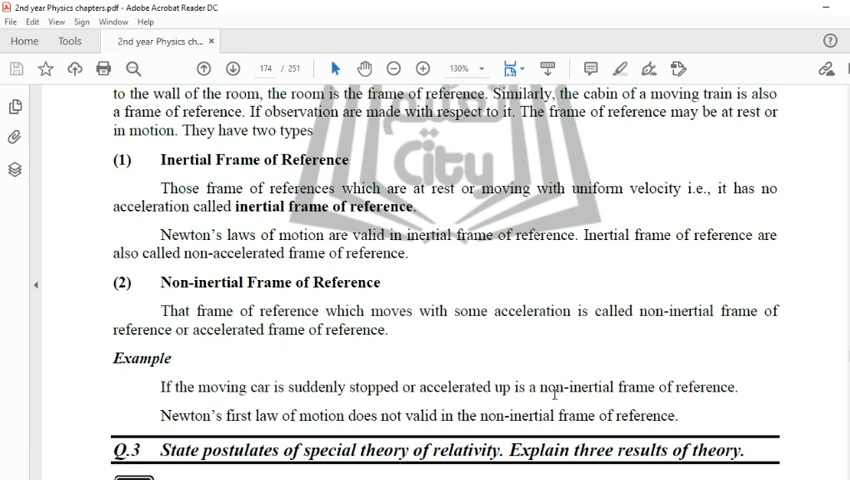 2nd year Physics chapters.pdf - Adobe Acrobat Reader DC
File Edit View Sign Window Help
Home Tools 2nd year Physics ch... ×
174 / 251 130%
to the wall of the room, the room is the frame of reference. Similarly, the cabin of a moving train is also
a frame of reference. If observation are made with respect to it. The frame of reference may be at rest or
in motion. They have two types
(1) Inertial Frame of Reference
Those frame of references which are at rest or moving with uniform velocity i.e., it has no
acceleration called inertial frame of reference.
Newton's laws of motion are valid in inertial frame of reference. Inertial frame of reference are
also called non-accelerated frame of reference.
(2) Non-inertial Frame of Reference
That frame of reference which moves with some acceleration is called non-inertial frame of
reference or accelerated frame of reference.
Example
If the moving car is suddenly stopped or accelerated up is a non-inertial frame of reference.
Newton's first law of motion does not valid in the non-inertial frame of reference.
Q.3 State postulates of special theory of relativity. Explain three results of theory.
City